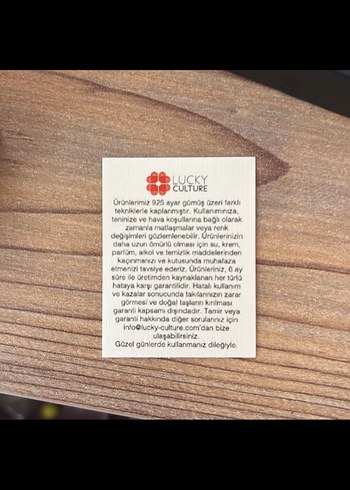 LUCKY
CULTURE
Ürünlerimiz 925 ayar gümüş üzeri farklı
tekniklerle kaplanmıştır. Kullanımınıza,
teninize ve hava koşullarına bağlı olarak
zamanla matlaşmalar veya renk
değişimleri gözlemlenebilir. Ürünlerinizin
daha uzun ömürlü olması için su, krem,
parfüm, alkol ve temizlik maddelerinden
kaçınmanızı ve kutusunda muhafaza
etmenizi tavsiye ederiz. Ürünleriniz, 6 ay
süre ile üretimden kaynaklanan her türlü
hataya karşı garantilidir. Hatalı kullanım
ve kazalar sonucunda takılarınızın zarar
görmesi ve doğal taşların kırılması
garanti kapsamı dışındadır. Tamir veya
garanti hakkında diğer sorularınız için
info@lucky-culture.com'dan bize
ulaşabilirsiniz.
Güzel günlerde kullanmanız dileğiyle.